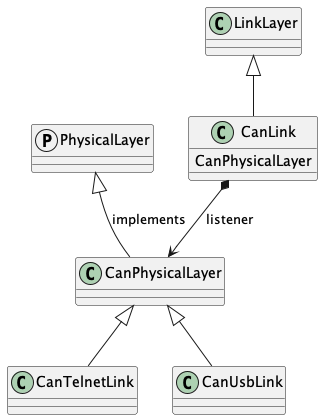 C LinkLayer
C CanLink
CanPhysicalLayer
P PhysicalLayer
implements
listener
C CanPhysicalLayer
C CanTelnetLink
C CanUsbLink